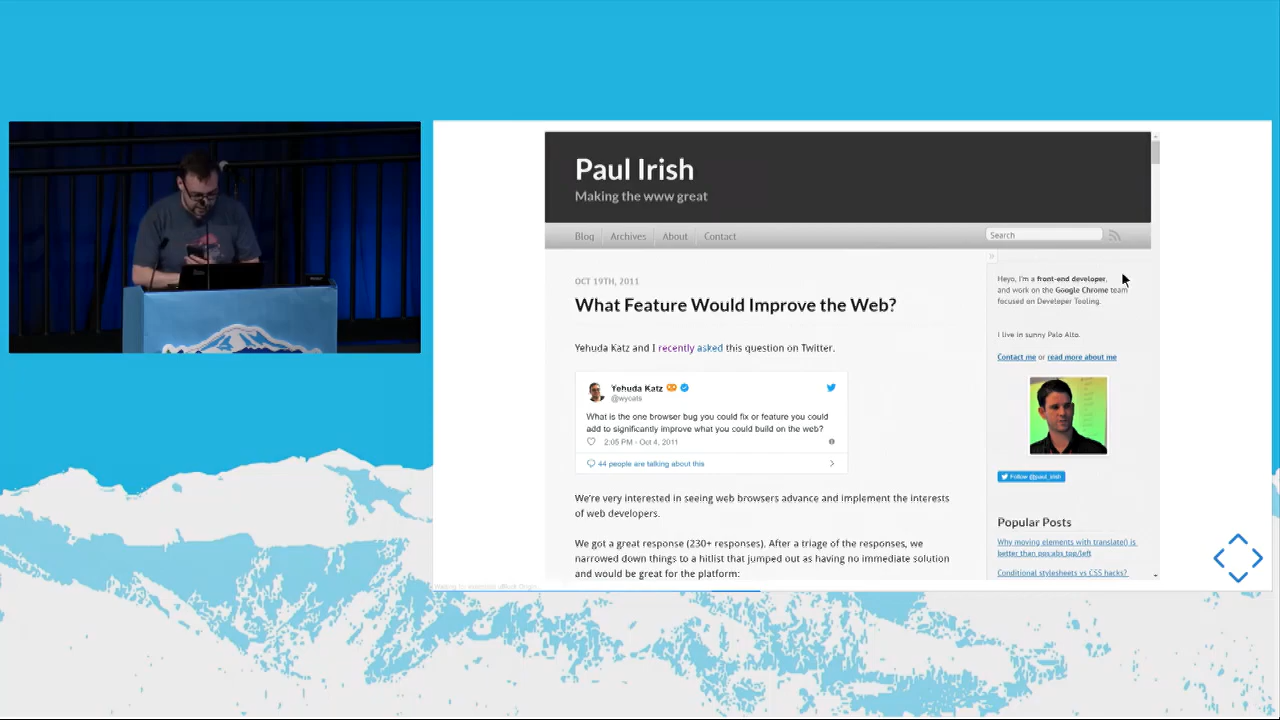 Paul Irish
Making the www great
Blog
Archives
About
Contact
Search
OCT 19TH, 2011
What Feature Would Improve the Web?
Yehuda Katz and I recently asked this question on Twitter.
Yehuda Katz
@wycats
What is the one browser bug you could fix or feature you could
add to significantly improve what you could build on the web?
2:05 PM - Oct 4, 2011
44 people are talking about this
We're very interested in seeing web browsers advance and implement the interests
of web developers.
We got a great response (230+ responses). After a triage of the responses, we
narrowed down things to a hitlist that jumped out as having no immediate solution
and would be great for the platform:
Heyo, I'm a front-end developer,
and work on the Google Chrome team
focused on Developer Tooling.
I live in sunny Palo Alto.
Contact me or read more about me
Follow @paul_irish
Popular Posts
Why moving elements with translate() is
better than pos:abs top/left
Conditional stylesheets vs CSS hacks?